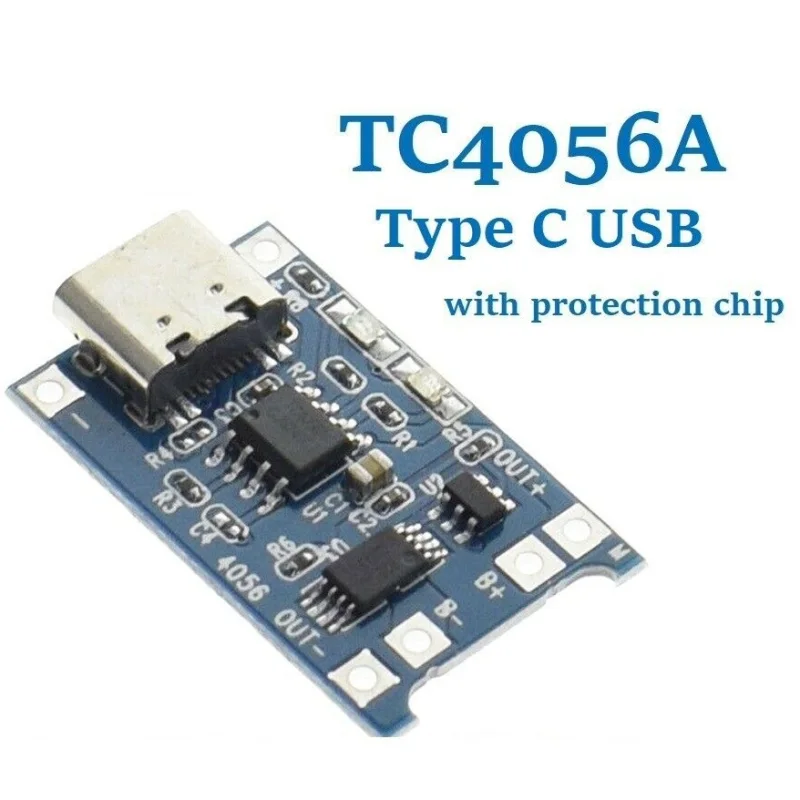 TC4056A
Type C USB
with protection chip
+
-
R2
R1
R4
R3
C4
4056
C1
U1
C2
R6
OUT-
B-
B+
OUT+